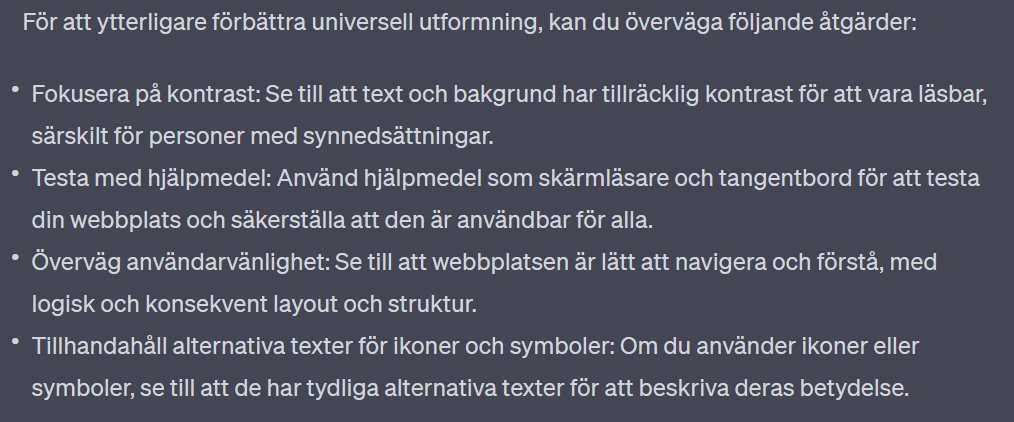 För att ytterligare förbättra universell utformning, kan du överväga följande åtgärder:
• Fokusera på kontrast: Se till att text och bakgrund har tillräcklig kontrast för att vara läsbar,
särskilt för personer med synnedsättningar.
• Testa med hjälpmedel: Använd hjälpmedel som skärmläsare och tangentbord för att testa
din webbplats och säkerställa att den är användbar för alla.
• Överväg användarvänlighet: Se till att webbplatsen är lätt att navigera och förstå, med
logisk och konsekvent layout och struktur.
• Tillhandahåll alternativa texter för ikoner och symboler: Om du använder ikoner eller
symboler, se till att de har tydliga alternativa texter för att beskriva deras betydelse.